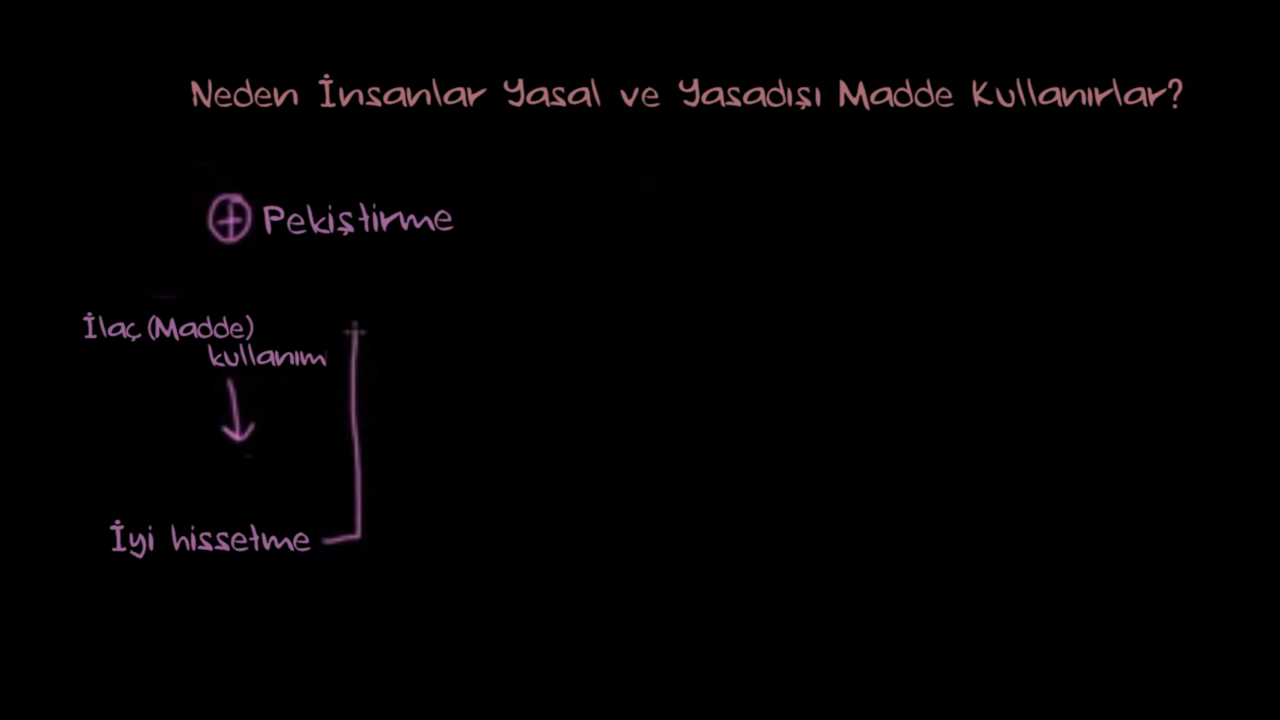 Neden İnsanlar Yasal ve Yasadışı Madde Kullanırlar?
+ Pekiştirme
İlaç (Madde)
kullanım
İyi hissetme